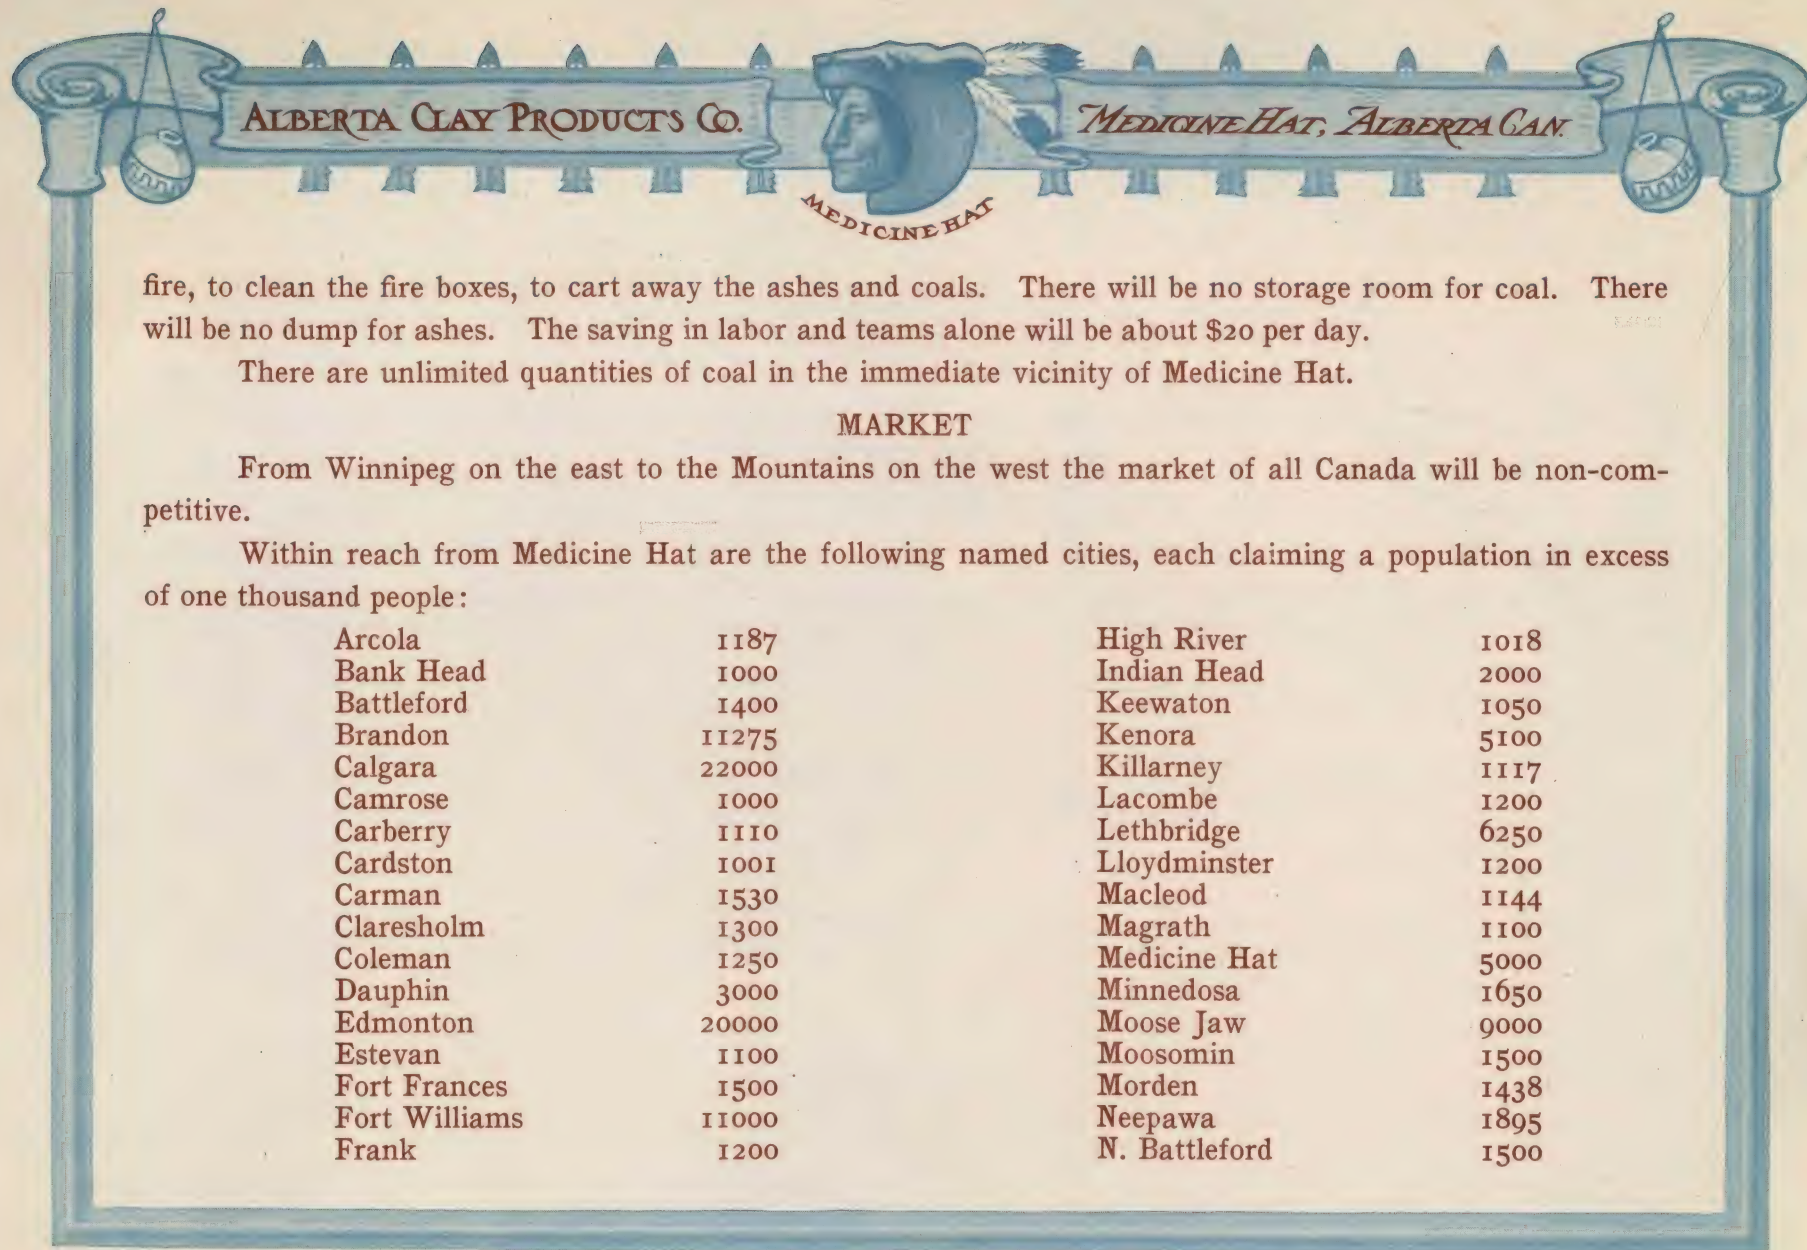 ALBERTA CLAY PRODUCTS CO.
MEDICINE HAT, ALBERTA CAN.
MEDICINE HAT
fire, to clean the fire boxes, to cart away the ashes and coals. There will be no storage room for coal. There
will be no dump for ashes. The saving in labor and teams alone will be about $20 per day.
There are unlimited quantities of coal in the immediate vicinity of Medicine Hat.
MARKET
From Winnipeg on the east to the Mountains on the west the market of all Canada will be non-com-
petitive.
Within reach from Medicine Hat are the following named cities, each claiming a population in excess
of one thousand people:
Arcola 1187
Bank Head 1000
Battleford 1400
Brandon 11275
Calgara 22000
Camrose 1000
Carberry 1110
Cardston 1001
Carman 1530
Claresholm 1300
Coleman 1250
Dauphin 3000
Edmonton 20000
Estevan 1100
Fort Frances 1500
Fort Williams 11000
Frank 1200
High River 1018
Indian Head 2000
Keewaton 1050
Kenora 5100
Killarney 1117
Lacombe 1200
Lethbridge 6250
Lloydminster 1200
Macleod 1144
Magrath 1100
Medicine Hat 5000
Minnedosa 1650
Moose Jaw 9000
Moosomin 1500
Morden 1438
Neepawa 1895
N. Battleford 1500